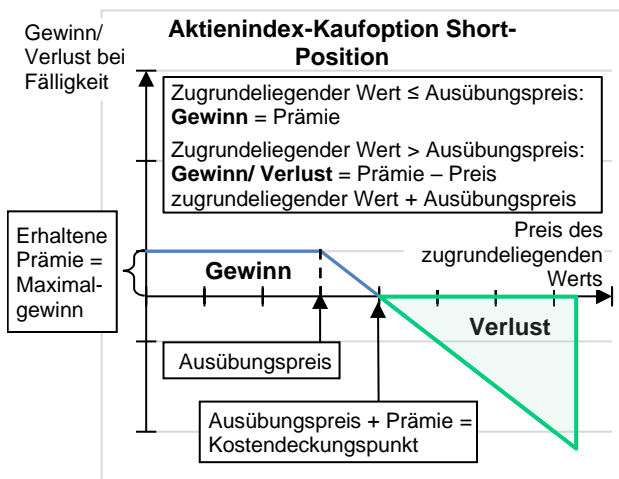 Gewinn/
Verlust bei
Fälligkeit
Aktienindex-Kaufoption Short-
Position
Zugrundeliegender Wert ≤ Ausübungspreis:
Gewinn = Prämie
Zugrundeliegender Wert > Ausübungspreis:
Gewinn/ Verlust = Prämie – Preis
zugrundeliegender Wert + Ausübungspreis
Preis des
zugrundeliegenden
Werts
Erhaltene
Prämie =
Maximal-
gewinn
Gewinn
Verlust
Ausübungspreis
Ausübungspreis + Prämie =
Kostendeckungspunkt